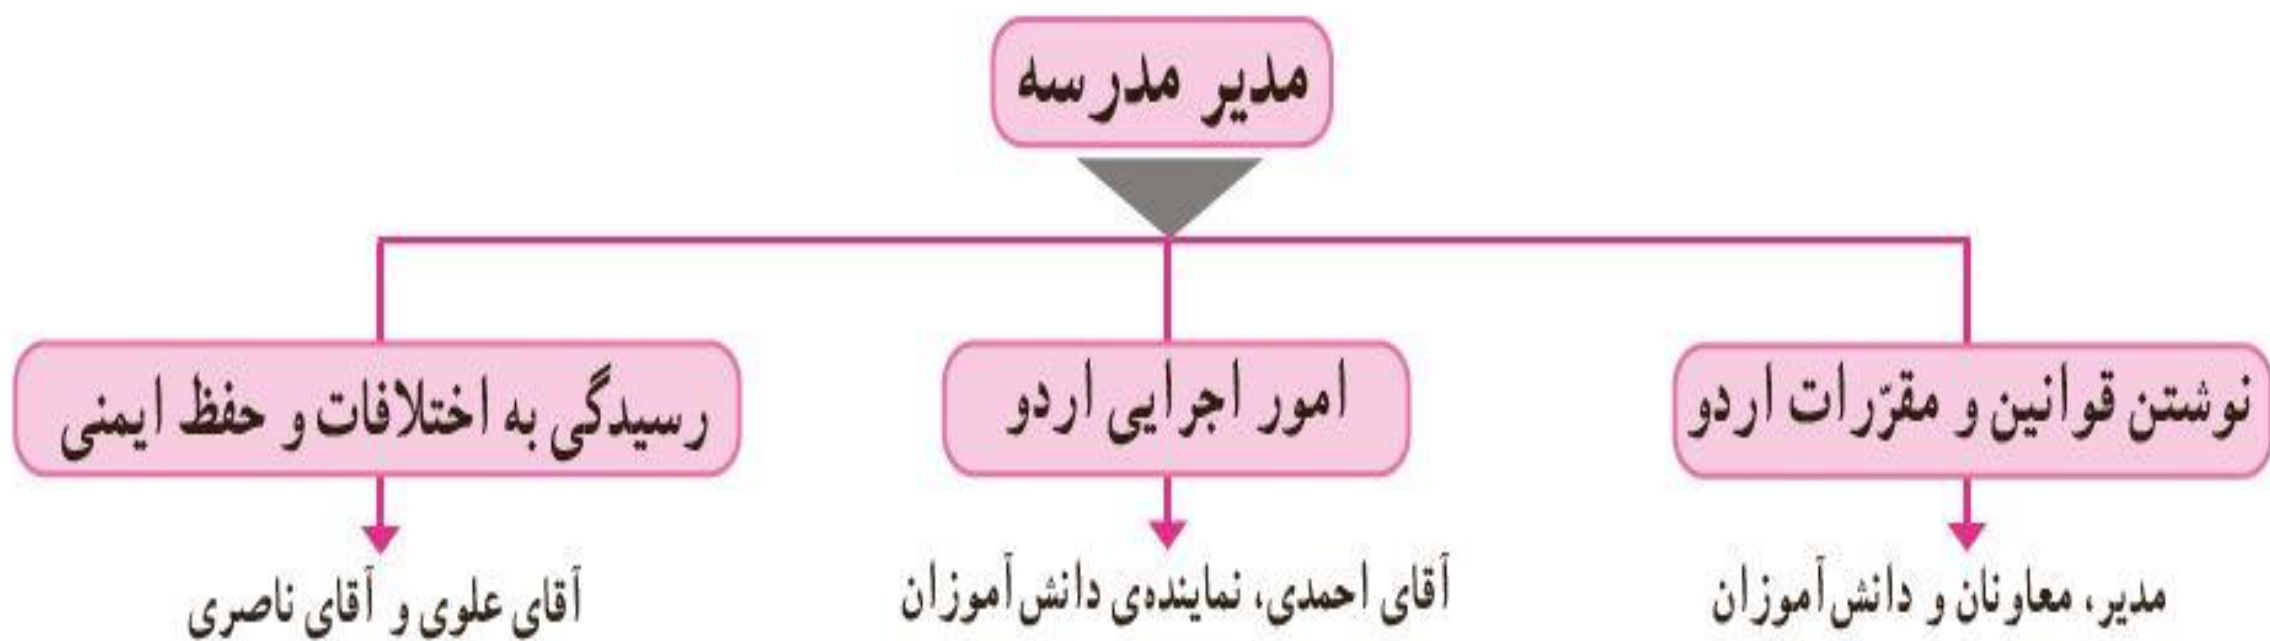 مدیر مدرسه
نوشتن قوانین و مقرّرات اردو
امور اجرایی اردو
رسیدگی به اختلافات و حفظ ایمنی
مدیر، معاونان و دانش‌آموزان
آقای احمدی، نماینده‌ی دانش‌آموزان
آقای علوی و آقای ناصری